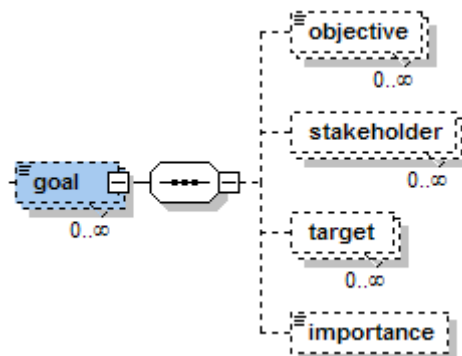 objective
0..∞
stakeholder
0..∞
goal
0..∞
target
0..∞
importance